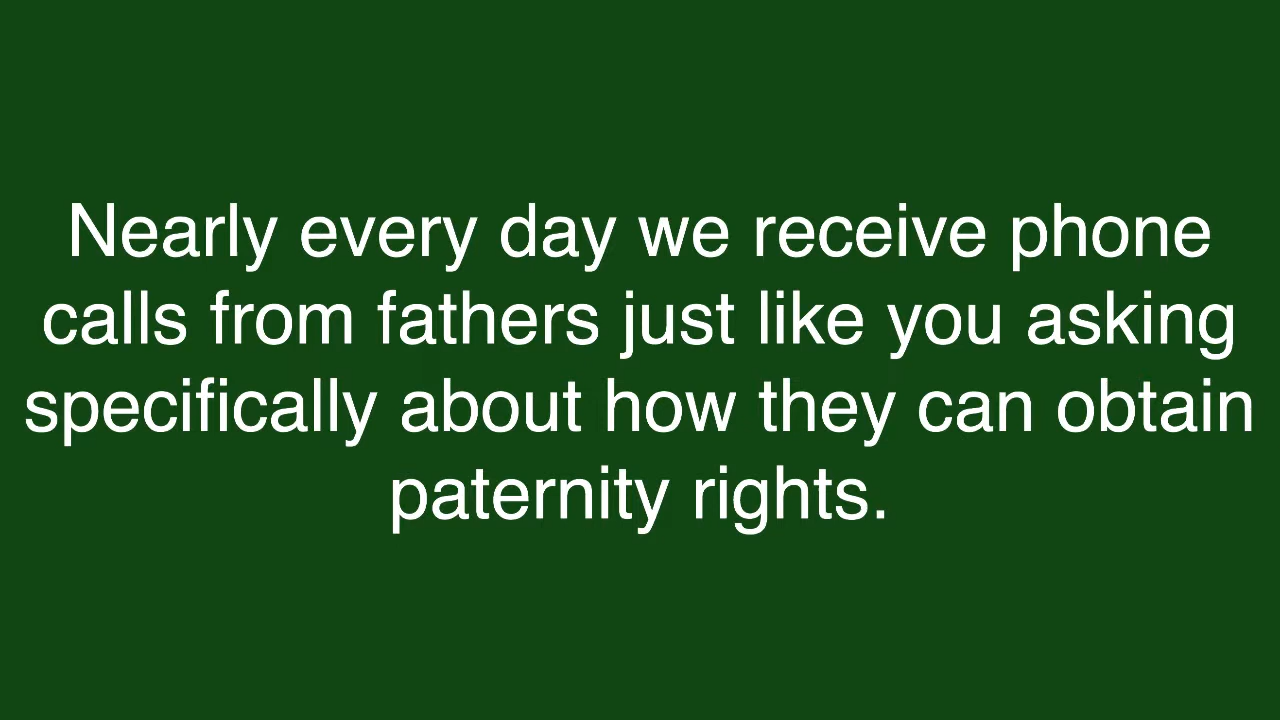 Nearly every day we receive phone
calls from fathers just like you asking
specifically about how they can obtain
paternity rights.